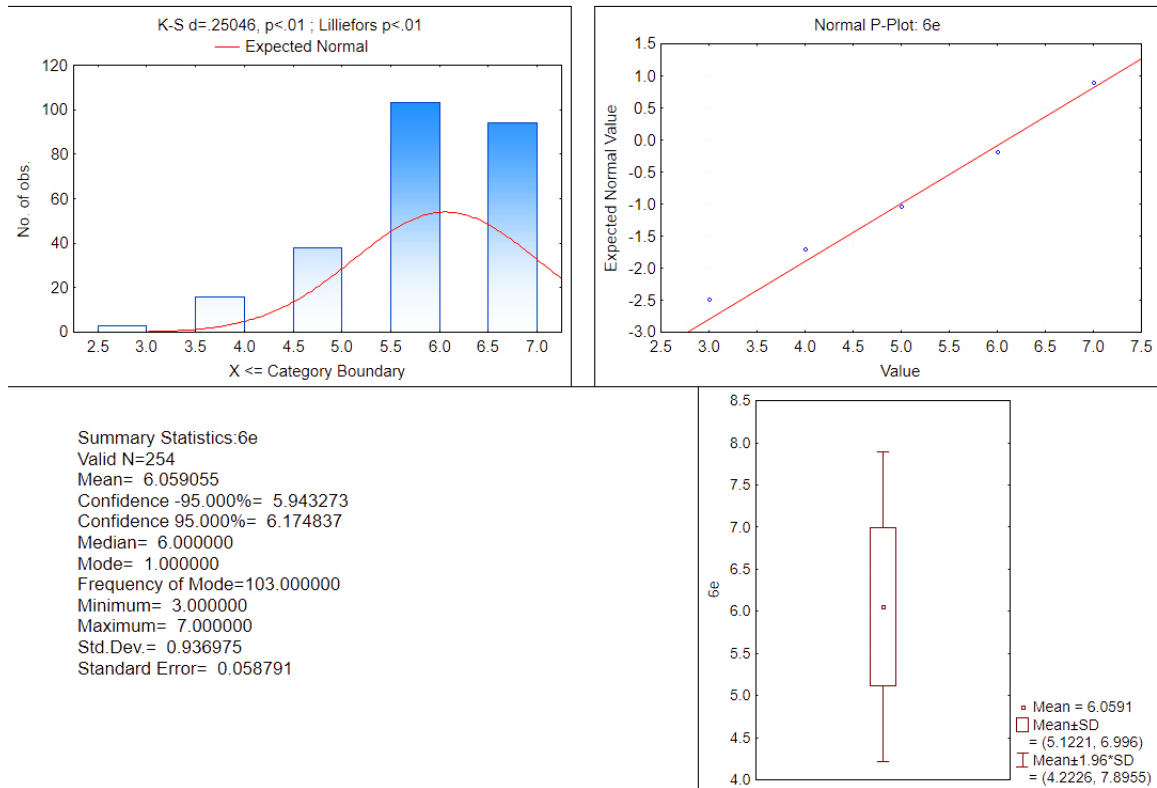 K-S d=.25046, p<.01 ; Lilliefors p<.01
Expected Normal
120
100
80
60
40
20
0
No. of obs.
2.5 3.0 3.5 4.0 4.5 5.0 5.5 6.0 6.5 7.0
X <= Category Boundary
Normal P-Plot: 6e
1.5
1.0
0.5
0.0
-0.5
-1.0
-1.5
-2.0
-2.5
-3.0
Expected Normal Value
2.5 3.0 3.5 4.0 4.5 5.0 5.5 6.0 6.5 7.0 7.5
Value
Summary Statistics:6e
Valid N=254
Mean= 6.059055
Confidence -95.000%= 5.943273
Confidence 95.000%= 6.174837
Median= 6.000000
Mode= 1.000000
Frequency of Mode=103.000000
Minimum= 3.000000
Maximum= 7.000000
Std.Dev.= 0.936975
Standard Error= 0.058791
8.5
8.0
7.5
7.0
6.5
6.0
5.5
5.0
4.5
4.0
6e
Mean = 6.0591
Mean±SD
= (5.1221, 6.996)
Mean±1.96*SD
= (4.2226, 7.8955)